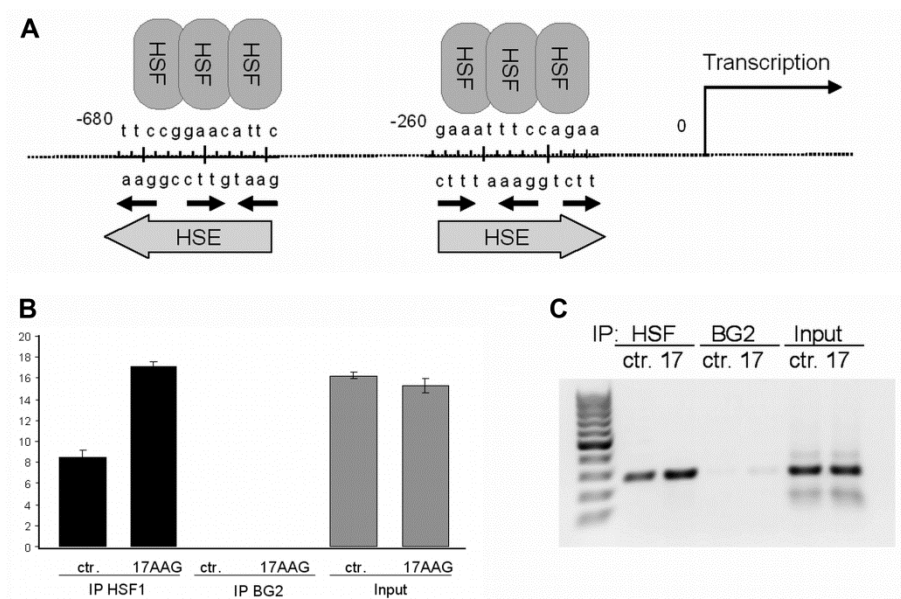 A
HSF HSF HSF
HSF HSF HSF
Transcription
-680
-260
0
t t c c g g a a c a t t c
g a a a t t t c c a g a a
a a g g c c t t g t a a g
c t t t a a a g g t c t t
HSE
HSE
B
20
18
16
14
12
10
8
6
4
2
0
ctr. 17AAG ctr. 17AAG ctr. 17AAG
IP HSF1 IP BG2 Input
C
IP: HSF BG2 Input
ctr. 17 ctr. 17 ctr. 17